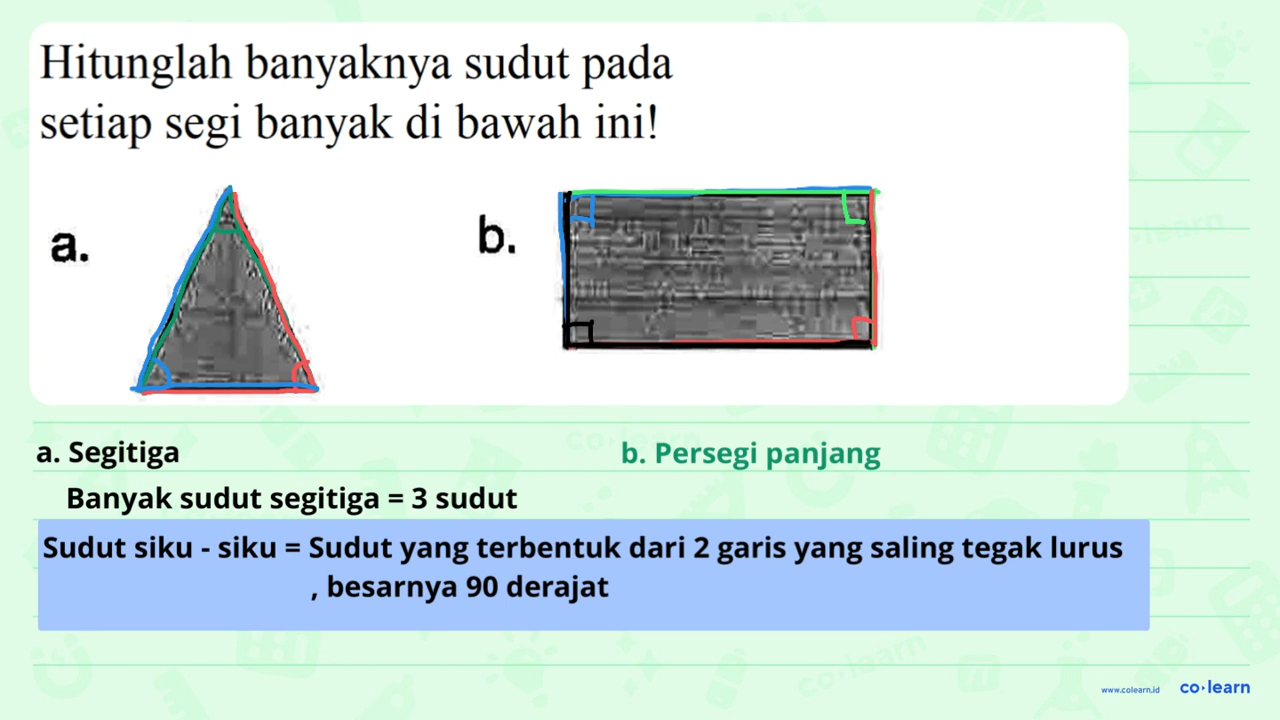 Hitunglah banyaknya sudut pada
setiap segi banyak di bawah ini!
a.
b.
a. Segitiga
b. Persegi panjang
Banyak sudut segitiga = 3 sudut
Sudut siku - siku = Sudut yang terbentuk dari 2 garis yang saling tegak lurus
, besarnya 90 derajat
www.colearn.id
co·learn